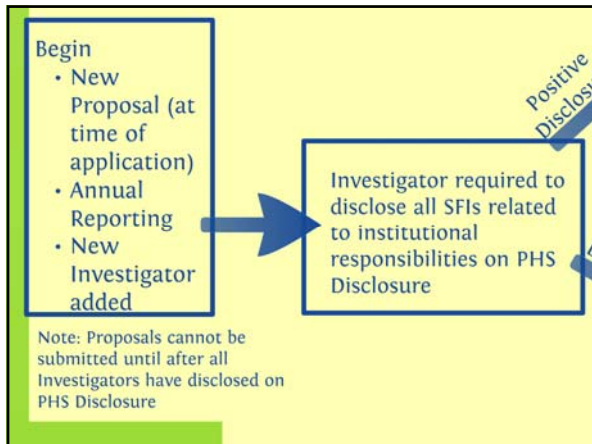 Begin
• New
Proposal (at
time of
application)
• Annual
Reporting
• New
Investigator
added
Note: Proposals cannot be
submitted until after all
Investigators have disclosed on
PHS Disclosure
Investigator required to
disclose all SFIs related
to institutional
responsibilities on PHS
Disclosure
Positive
Disclosu